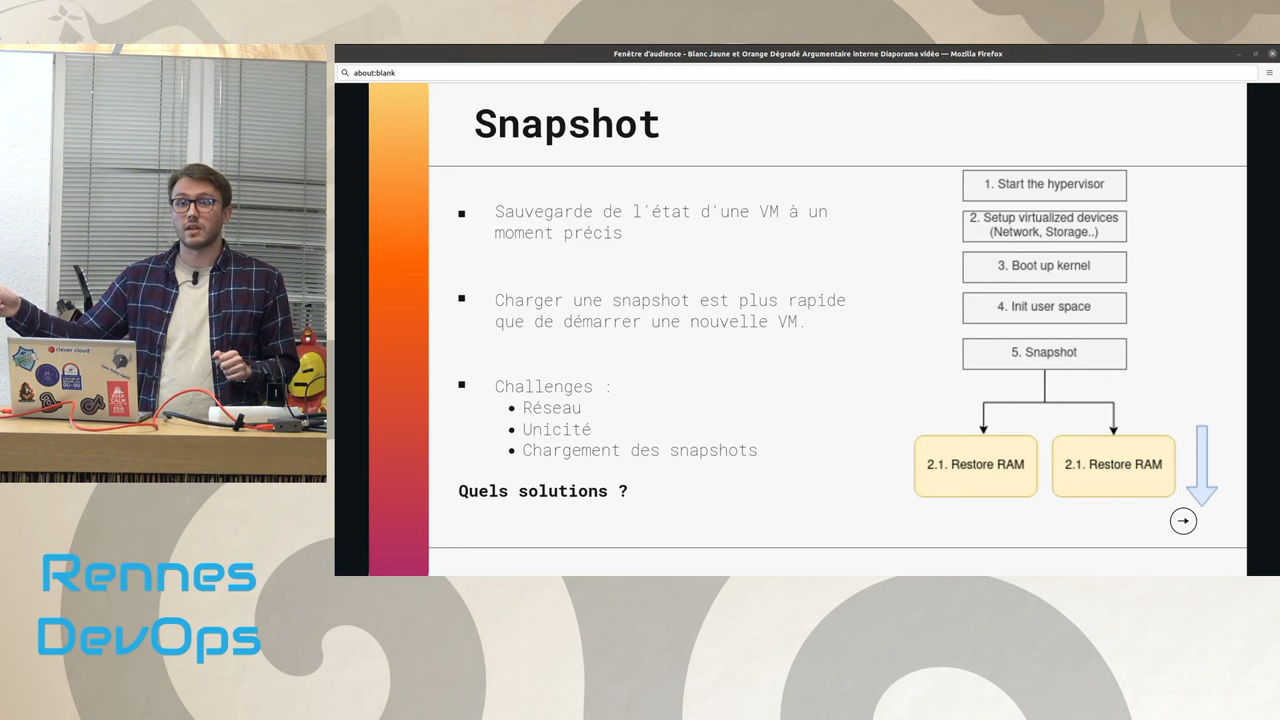 Fenêtre d'audience - Blanc Jaune et Orange Dégradé Argumentaire Interne Diaporama vidéo — Mozilla Firefox
about:blank
Snapshot
Sauvegarde de l'état d'une VM à un
moment précis
Charger une snapshot est plus rapide
que de démarrer une nouvelle VM.
Challenges :
Réseau
Unicité
Chargement des snapshots
Quels solutions ?
1. Start the hypervisor
2. Setup virtualized devices
(Network, Storage..)
3. Boot up kernel
4. Init user space
5. Snapshot
2.1. Restore RAM
2.1. Restore RAM
clever cloud
KEEP
CALM
Rennes
DevOps